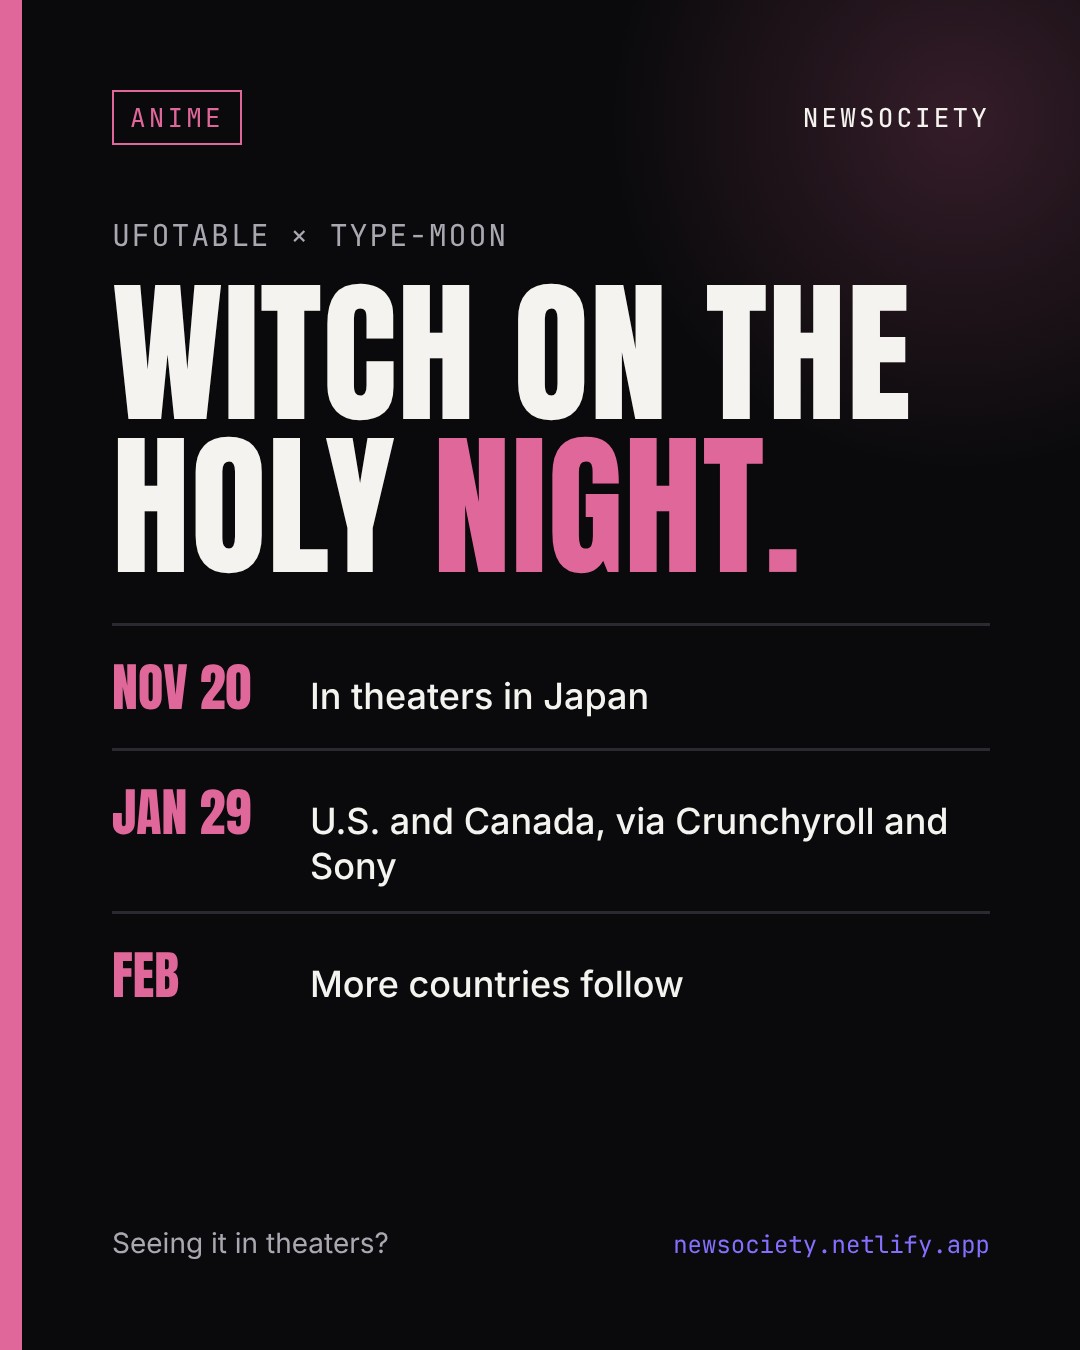 ANIME
NEWSOCIETY
UFOTABLE × TYPE-MOON
WITCH ON THE
HOLY NIGHT.
NOV 20 In theaters in Japan
JAN 29 U.S. and Canada, via Crunchyroll and
Sony
FEB More countries follow
Seeing it in theaters?
newsociety.netlify.app